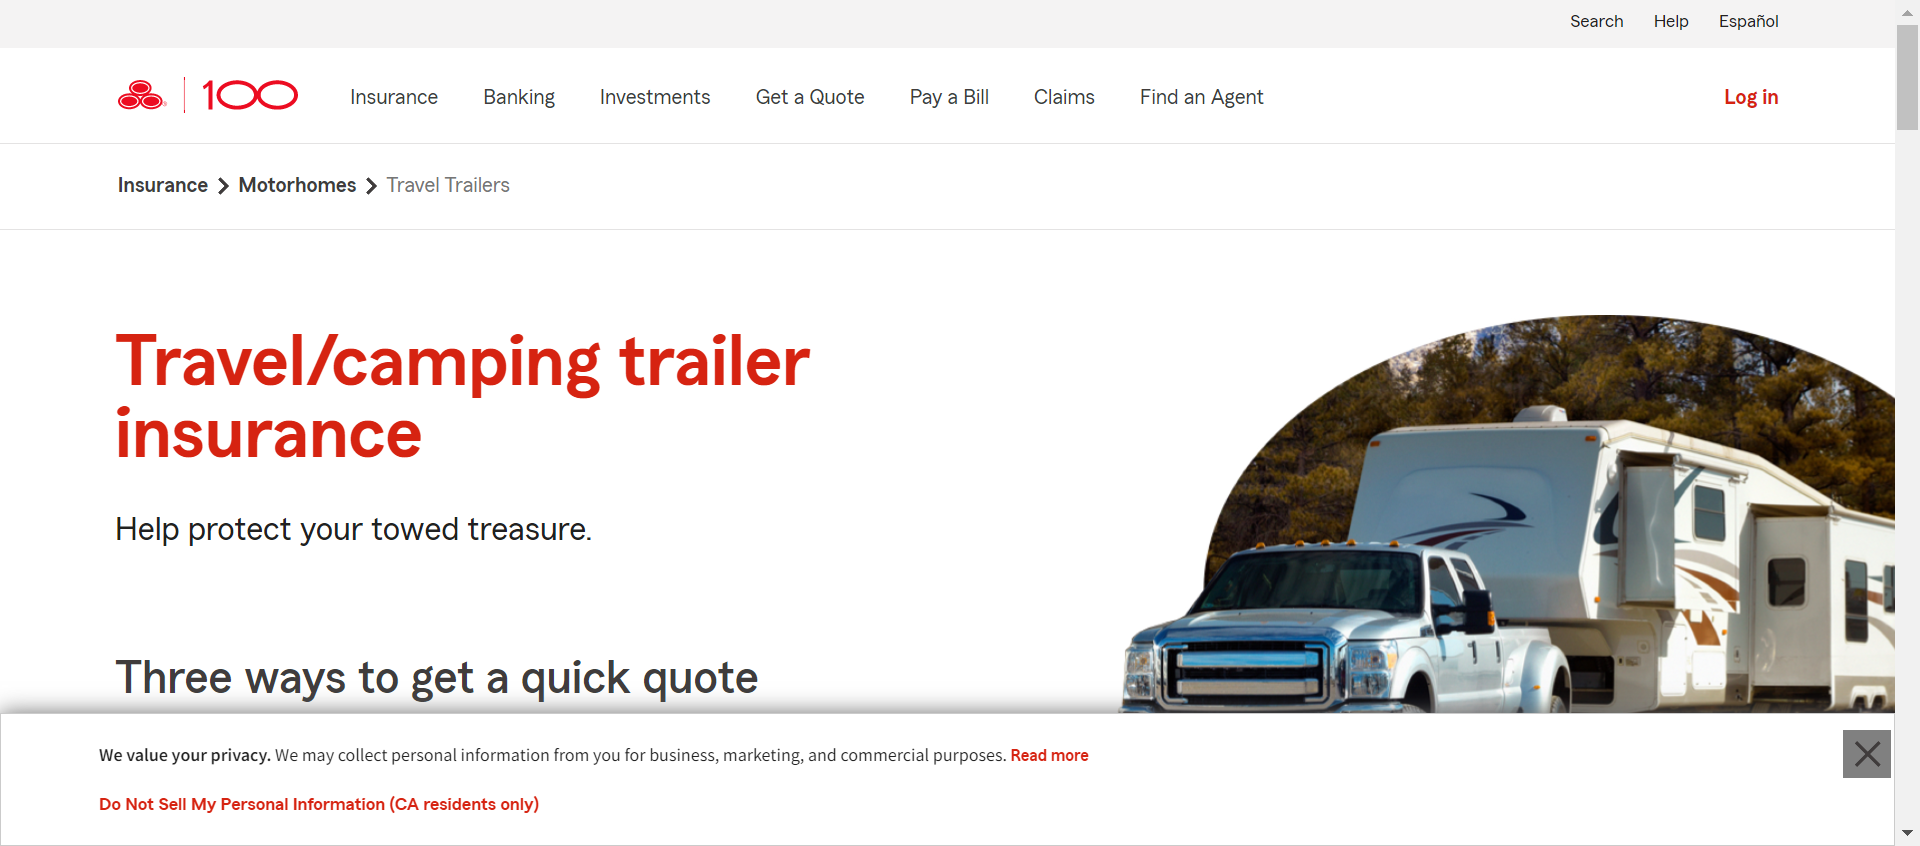 Search Help Español
100 Insurance Banking Investments Get a Quote Pay a Bill Claims Find an Agent Log in
Insurance Motorhomes Travel Trailers
Travel/camping trailer
insurance
Help protect your towed treasure.
Three ways to get a quick quote
We value your privacy. We may collect personal information from you for business, marketing, and commercial purposes. Read more
Do Not Sell My Personal Information (CA residents only)